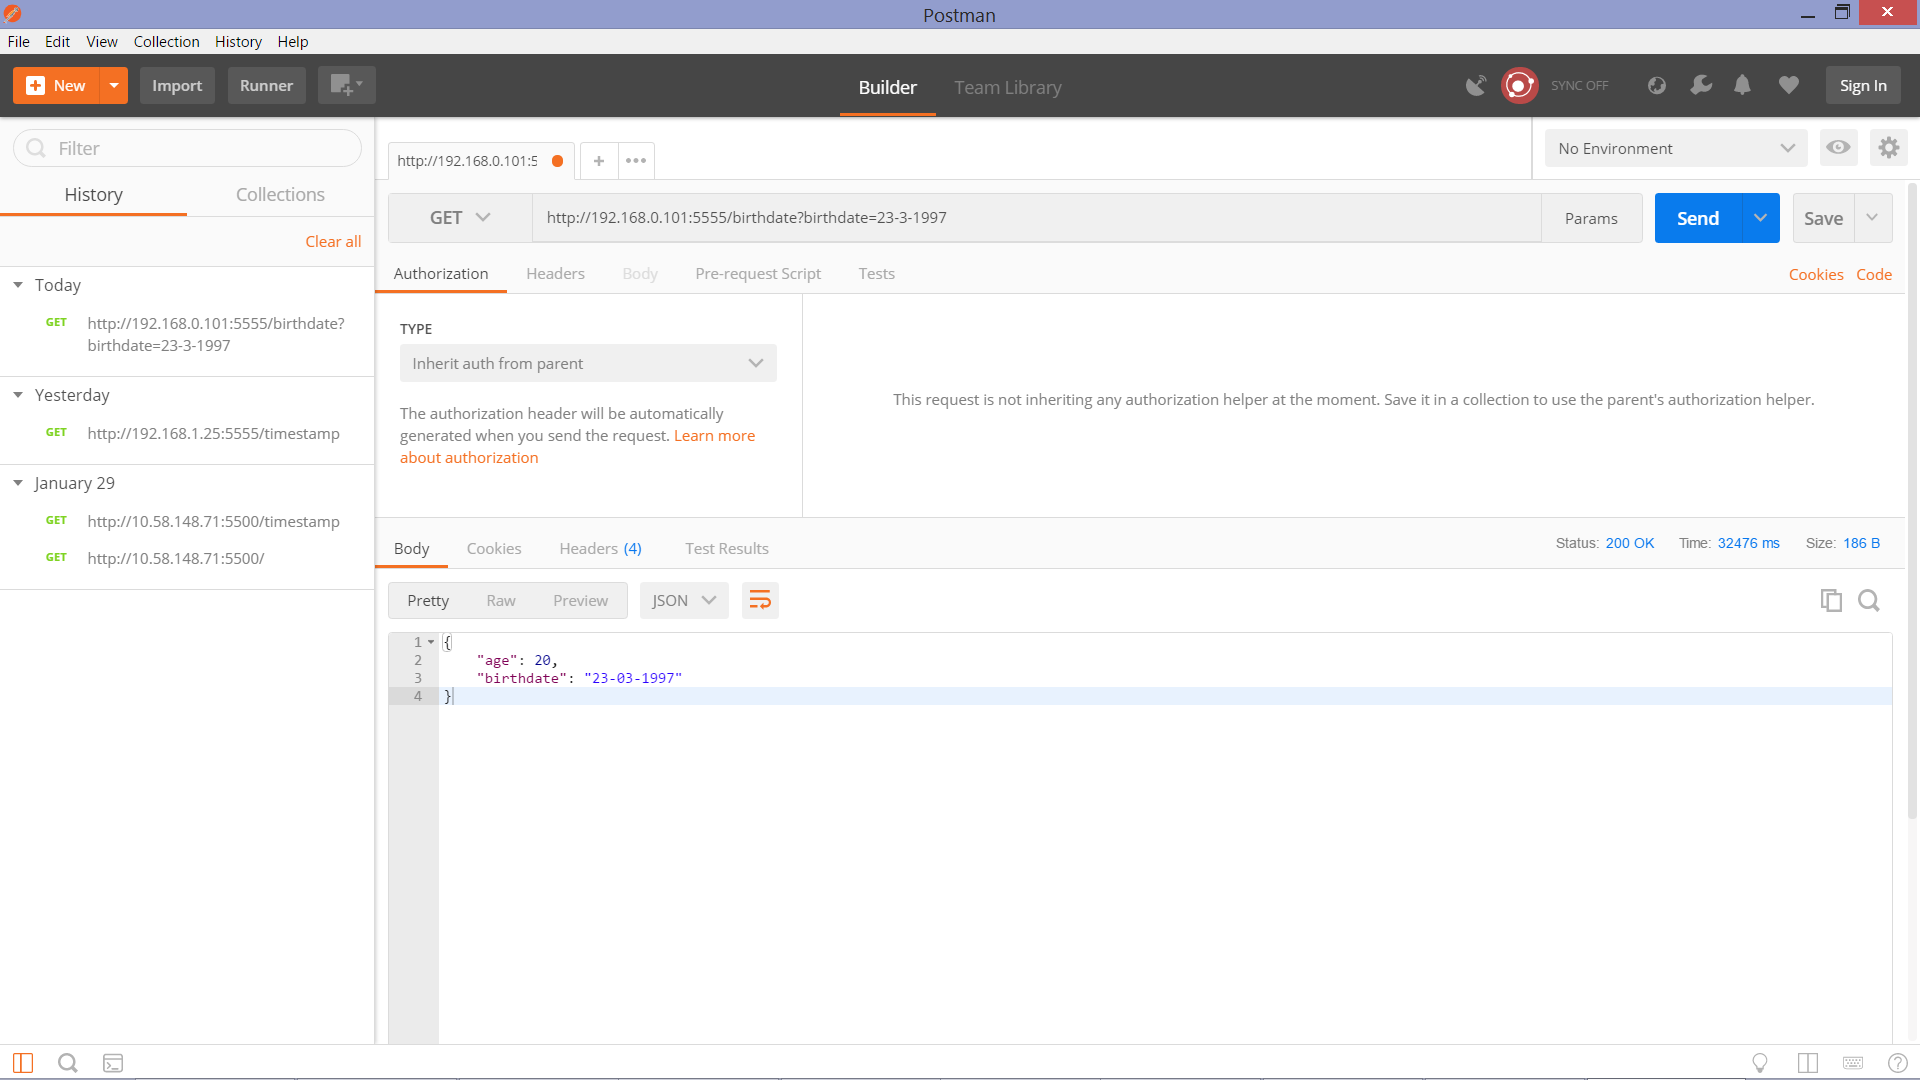 Postman
File Edit View Collection History Help
New Import Runner Builder Team Library SYNC OFF Sign In
Filter
History Collections
Clear all
Today
GET http://192.168.0.101:5555/birthdate?
birthdate=23-3-1997
Yesterday
GET http://192.168.1.25:5555/timestamp
January 29
GET http://10.58.148.71:5500/timestamp
GET http://10.58.148.71:5500/
http://192.168.0.101:5
No Environment
GET http://192.168.0.101:5555/birthdate?birthdate=23-3-1997 Params Send Save
Authorization Headers Body Pre-request Script Tests Cookies Code
TYPE
Inherit auth from parent
The authorization header will be automatically
generated when you send the request. Learn more
about authorization
This request is not inheriting any authorization helper at the moment. Save it in a collection to use the parent's authorization helper.
Body Cookies Headers (4) Test Results Status: 200 OK Time: 32476 ms Size: 186 B
Pretty Raw Preview JSON
1 {
2 "age": 20,
3 "birthdate": "23-03-1997"
4 }